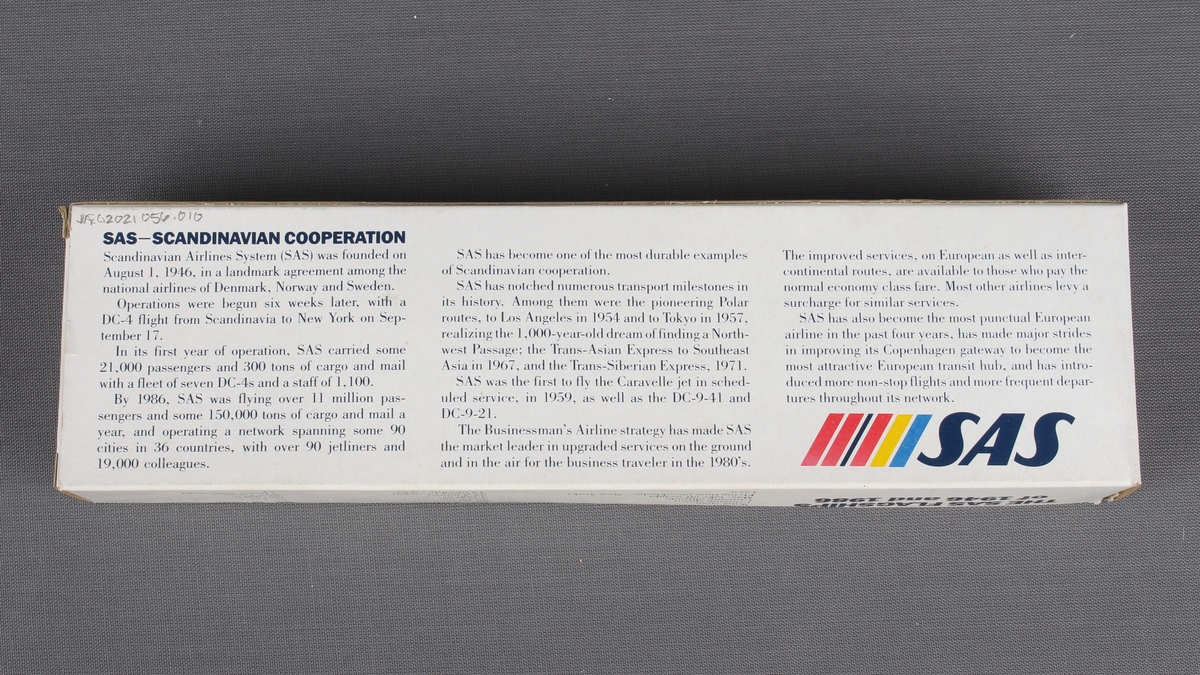 JFEG2021.056.010
SAS—SCANDINAVIAN COOPERATION
Scandinavian Airlines System (SAS) was founded on
August 1, 1946, in a landmark agreement among the
national airlines of Denmark, Norway and Sweden.
Operations were begun six weeks later, with a
DC-4 flight from Scandinavia to New York on Sep-
tember 17.
In its first year of operation, SAS carried some
21,000 passengers and 300 tons of cargo and mail
with a fleet of seven DC-4s and a staff of 1,100.
By 1986, SAS was flying over 11 million pas-
sengers and some 150,000 tons of cargo and mail a
year, and operating a network spanning some 90
cities in 36 countries, with over 90 jetliners and
19,000 colleagues.
SAS has become one of the most durable examples
of Scandinavian cooperation.
SAS has notched numerous transport milestones in
its history. Among them were the pioneering Polar
routes, to Los Angeles in 1954 and to Tokyo in 1957,
realizing the 1,000-year-old dream of finding a North-
west Passage; the Trans-Asian Express to Southeast
Asia in 1967, and the Trans-Siberian Express, 1971.
SAS was the first to fly the Caravelle jet in sched-
uled service, in 1959, as well as the DC-9-41 and
DC-9-21.
The Businessman's Airline strategy has made SAS
the market leader in upgraded services on the ground
and in the air for the business traveler in the 1980's.
The improved services, on European as well as inter-
continental routes, are available to those who pay the
normal economy class fare. Most other airlines levy a
surcharge for similar services.
SAS has also become the most punctual European
airline in the past four years, has made major strides
in improving its Copenhagen gateway to become the
most attractive European transit hub, and has intro-
duced more non-stop flights and more frequent depar-
tures throughout its network.
SAS
THE SAS FLAGSHIPS
of 1946 and 1986